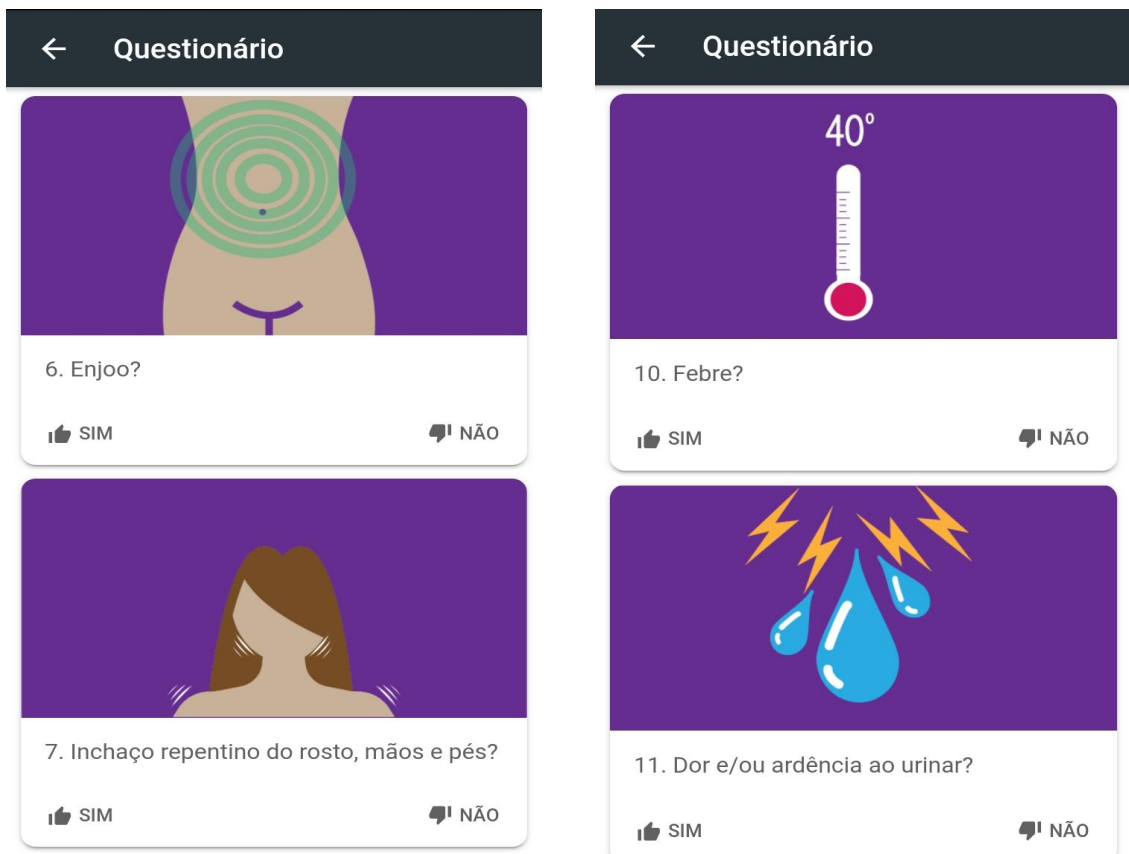 Questionário
6. Enjoo?
SIM
NÃO
7. Inchaço repentino do rosto, mãos e pés?
SIM
NÃO
Questionário
40°
10. Febre?
SIM
NÃO
11. Dor e/ou ardência ao urinar?
SIM
NÃO